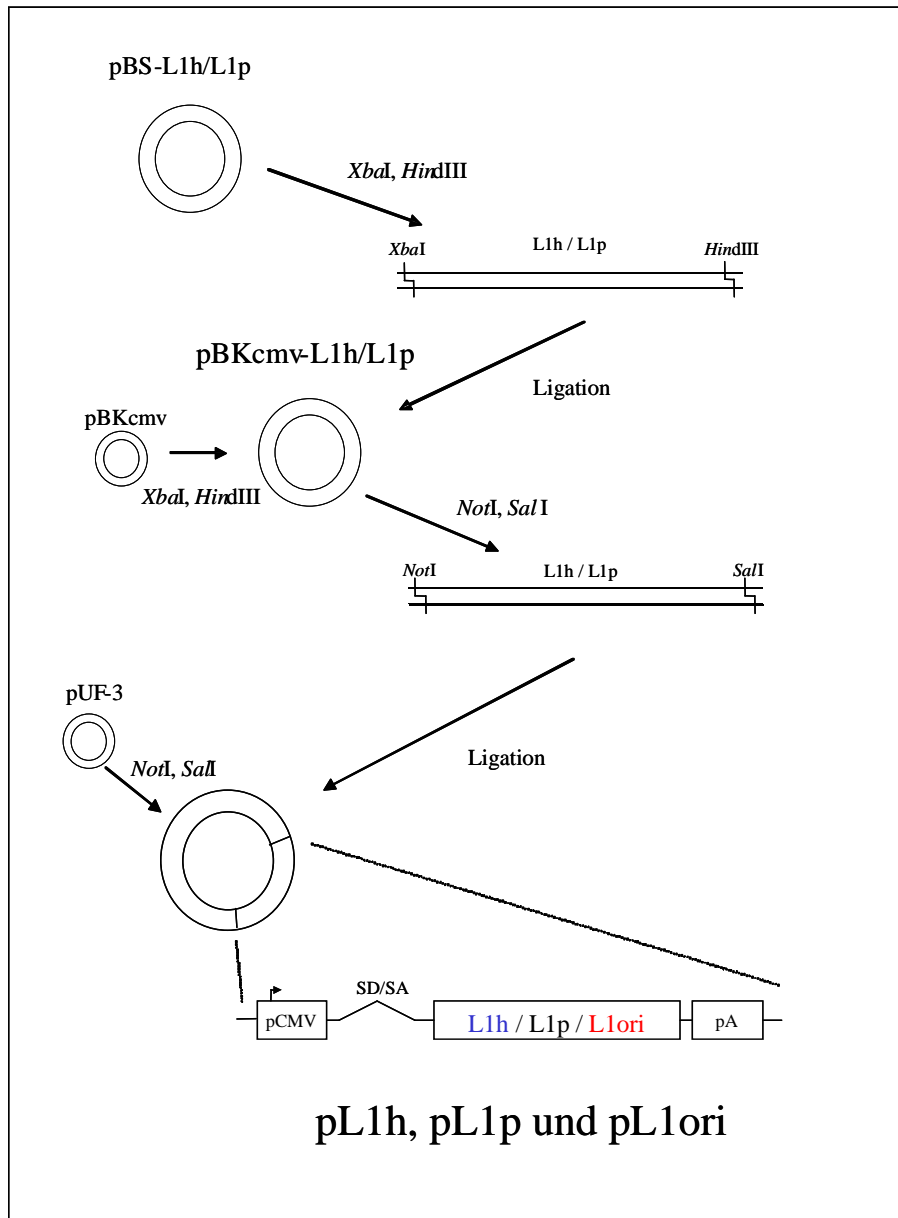 pBS-L1h/L1p
XbaI, HindIII
XbaI
L1h / L1p
HindIII
pBKcmv-L1h/L1p
Ligation
pBKcmv
XbaI, HindIII
NotI, Sal I
NotI
L1h / L1p
SalI
pUF-3
NotI, SalI
Ligation
SD/SA
pCMV
L1h / L1p / L1ori
pA
pL1h, pL1p und pL1ori